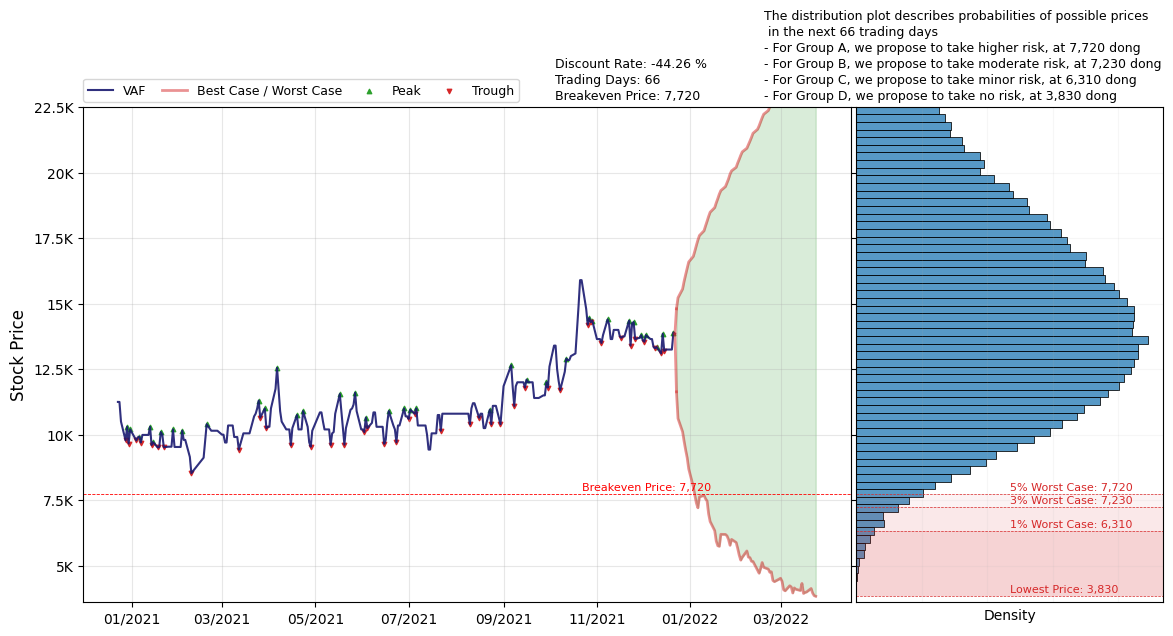 The distribution plot describes probabilities of possible prices
in the next 66 trading days
- For Group A, we propose to take higher risk, at 7,720 dong
- For Group B, we propose to take moderate risk, at 7,230 dong
- For Group C, we propose to take minor risk, at 6,310 dong
- For Group D, we propose to take no risk, at 3,830 dong
Discount Rate: -44.26 %
Trading Days: 66
Breakeven Price: 7,720
VAF
Best Case / Worst Case
Peak
Trough
Stock Price
22.5K
20K
17.5K
15K
12.5K
10K
7.5K
5K
Breakeven Price: 7,720
5% Worst Case: 7,720
3% Worst Case: 7,230
1% Worst Case: 6,310
Lowest Price: 3,830
01/2021
03/2021
05/2021
07/2021
09/2021
11/2021
01/2022
03/2022
Density